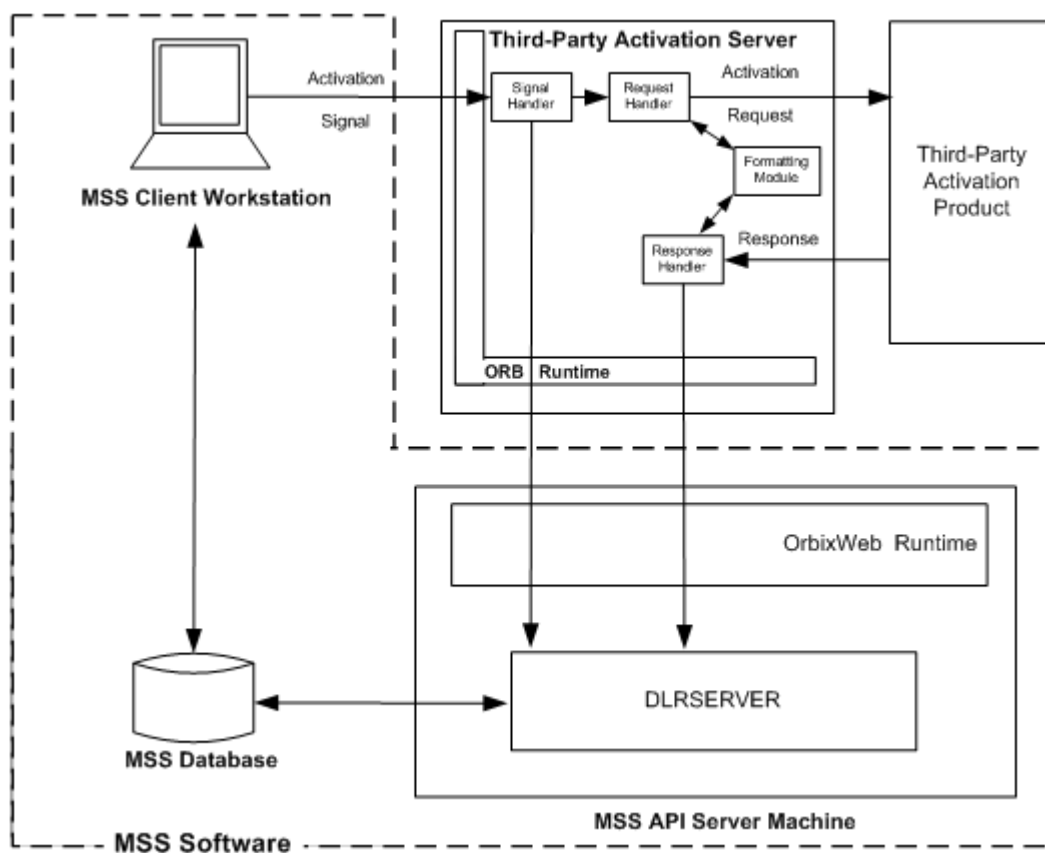 Third-Party Activation Server
Activation
Signal
Signal
Handler
Request
Handler
Activation
Request
Formatting
Module
Third-Party
Activation
Product
MSS Client Workstation
Response
Handler
Response
ORB Runtime
OrbixWeb Runtime
DLRSERVER
MSS Database
MSS API Server Machine
MSS Software